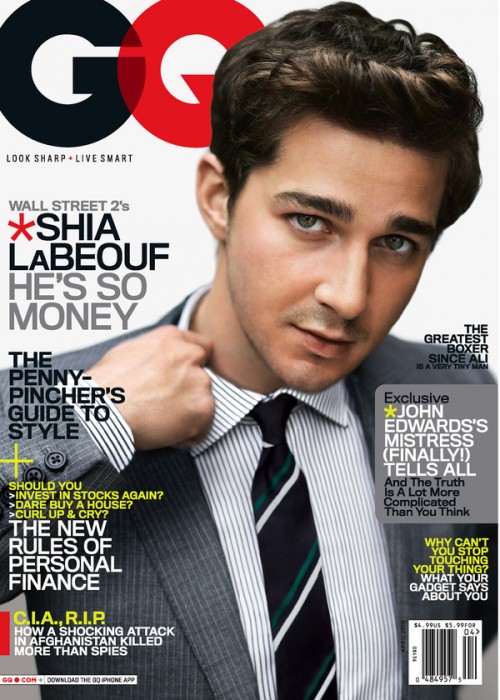 GQ
LOOK SHARP + LIVE SMART
WALL STREET 2's
*SHIA
LABEOUF
HE'S SO
MONEY
THE
PENNY-
PINCHER'S
GUIDE TO
STYLE
+
SHOULD YOU
>INVEST IN STOCKS AGAIN?
>DARE BUY A HOUSE?
>CURL UP & CRY?
THE NEW
RULES OF
PERSONAL
FINANCE
C.I.A., R.I.P.
HOW A SHOCKING ATTACK
IN AFGHANISTAN KILLED
MORE THAN SPIES
GQ.COM → DOWNLOAD THE GQ IPHONE APP
THE
GREATEST
BOXER
SINCE ALI
IS A VERY TINY MAN
Exclusive
*JOHN
EDWARDS'S
MISTRESS
(FINALLY!)
TELLS ALL
And The Truth
Is A Lot More
Complicated
Than You Think
WHY CAN'T
YOU STOP
TOUCHING
YOUR THING?
WHAT YOUR
GADGET SAYS
ABOUT YOU
$4.99US $5.99FOR
04>
0 484957 5